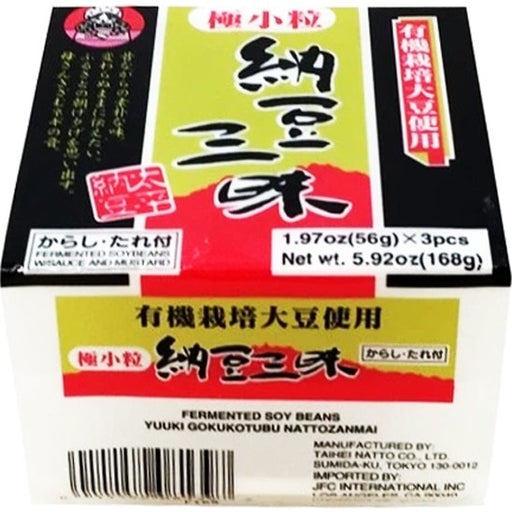 極小粒
納豆三昧
有機栽培大豆使用
からし・たれ付
FERMENTED SOYBEANS
W/SAUCE AND MUSTARD
1.97oz(56g)×3pcs
Net wt. 5.92oz(168g)
有機栽培大豆使用
極小粒
納豆三昧
からし・たれ付
FERMENTED SOY BEANS
YUUKI GOKUKOTUBU NATTOZANMAI
MANUFACTURED BY:
TAIHEI NATTO CO., LTD.
SUMIDA-KU, TOKYO 130-0012
IMPORTED BY:
JFC INTERNATIONAL INC
LOS ANGELES, CA 90040